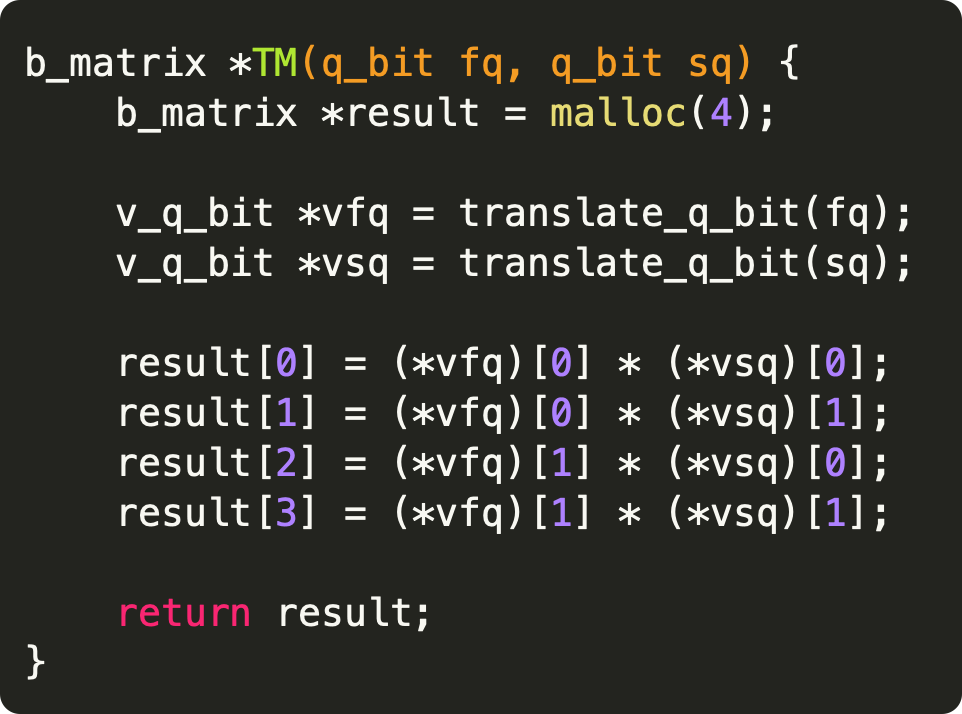 b_matrix *TM(q_bit fq, q_bit sq) {
    b_matrix *result = malloc(4);
    v_q_bit *vfq = translate_q_bit(fq);
    v_q_bit *vsq = translate_q_bit(sq);
    result[0] = (*vfq)[0] * (*vsq)[0];
    result[1] = (*vfq)[0] * (*vsq)[1];
    result[2] = (*vfq)[1] * (*vsq)[0];
    result[3] = (*vfq)[1] * (*vsq)[1];
    return result;
}